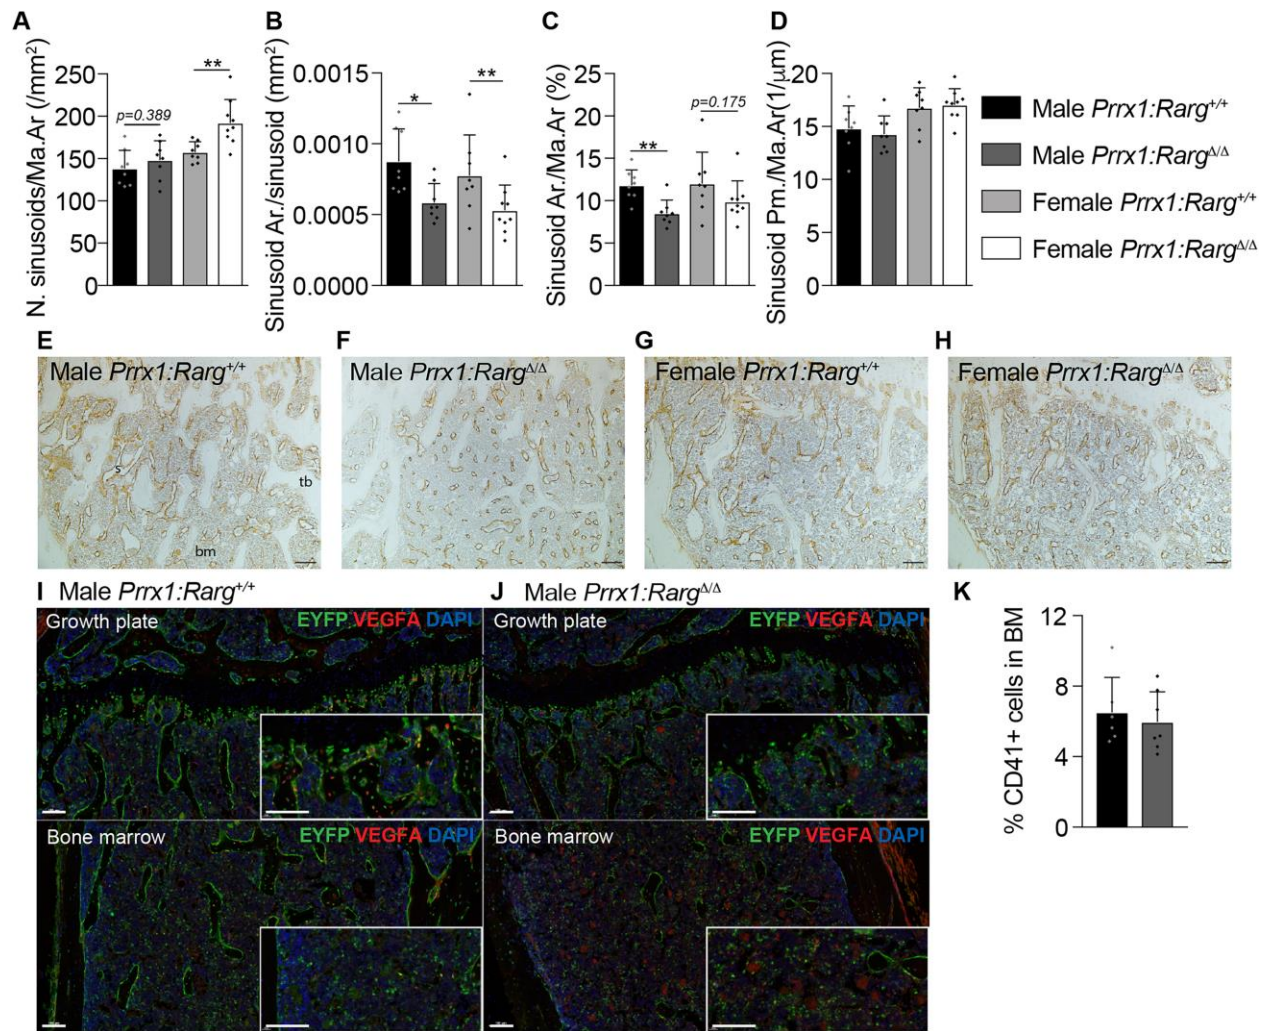 A
N. sinusoids/Ma.Ar (/mm²)
250
200
150
100
50
0
p=0.389
**
B
Sinusoid Ar./sinusoid (mm²)
0.0015
0.0010
0.0005
0.0000
*
**
C
Sinusoid Ar./Ma.Ar (%)
25
20
15
10
5
0
**
p=0.175
D
Sinusoid Pm./Ma.Ar(1/µm)
20
15
10
5
0
Male Prrx1:Rarg+/+
Male Prrx1:RargΔ/Δ
Female Prrx1:Rarg+/+
Female Prrx1:RargΔ/Δ
E
Male Prrx1:Rarg+/+
s
tb
bm
F
Male Prrx1:RargΔ/Δ
G
Female Prrx1:Rarg+/+
H
Female Prrx1:RargΔ/Δ
I Male Prrx1:Rarg+/+
Growth plate
EYFP VEGFA DAPI
Bone marrow
EYFP VEGFA DAPI
J Male Prrx1:RargΔ/Δ
Growth plate
EYFP VEGFA DAPI
Bone marrow
EYFP VEGFA DAPI
K
% CD41+ cells in BM
12
8
4
0